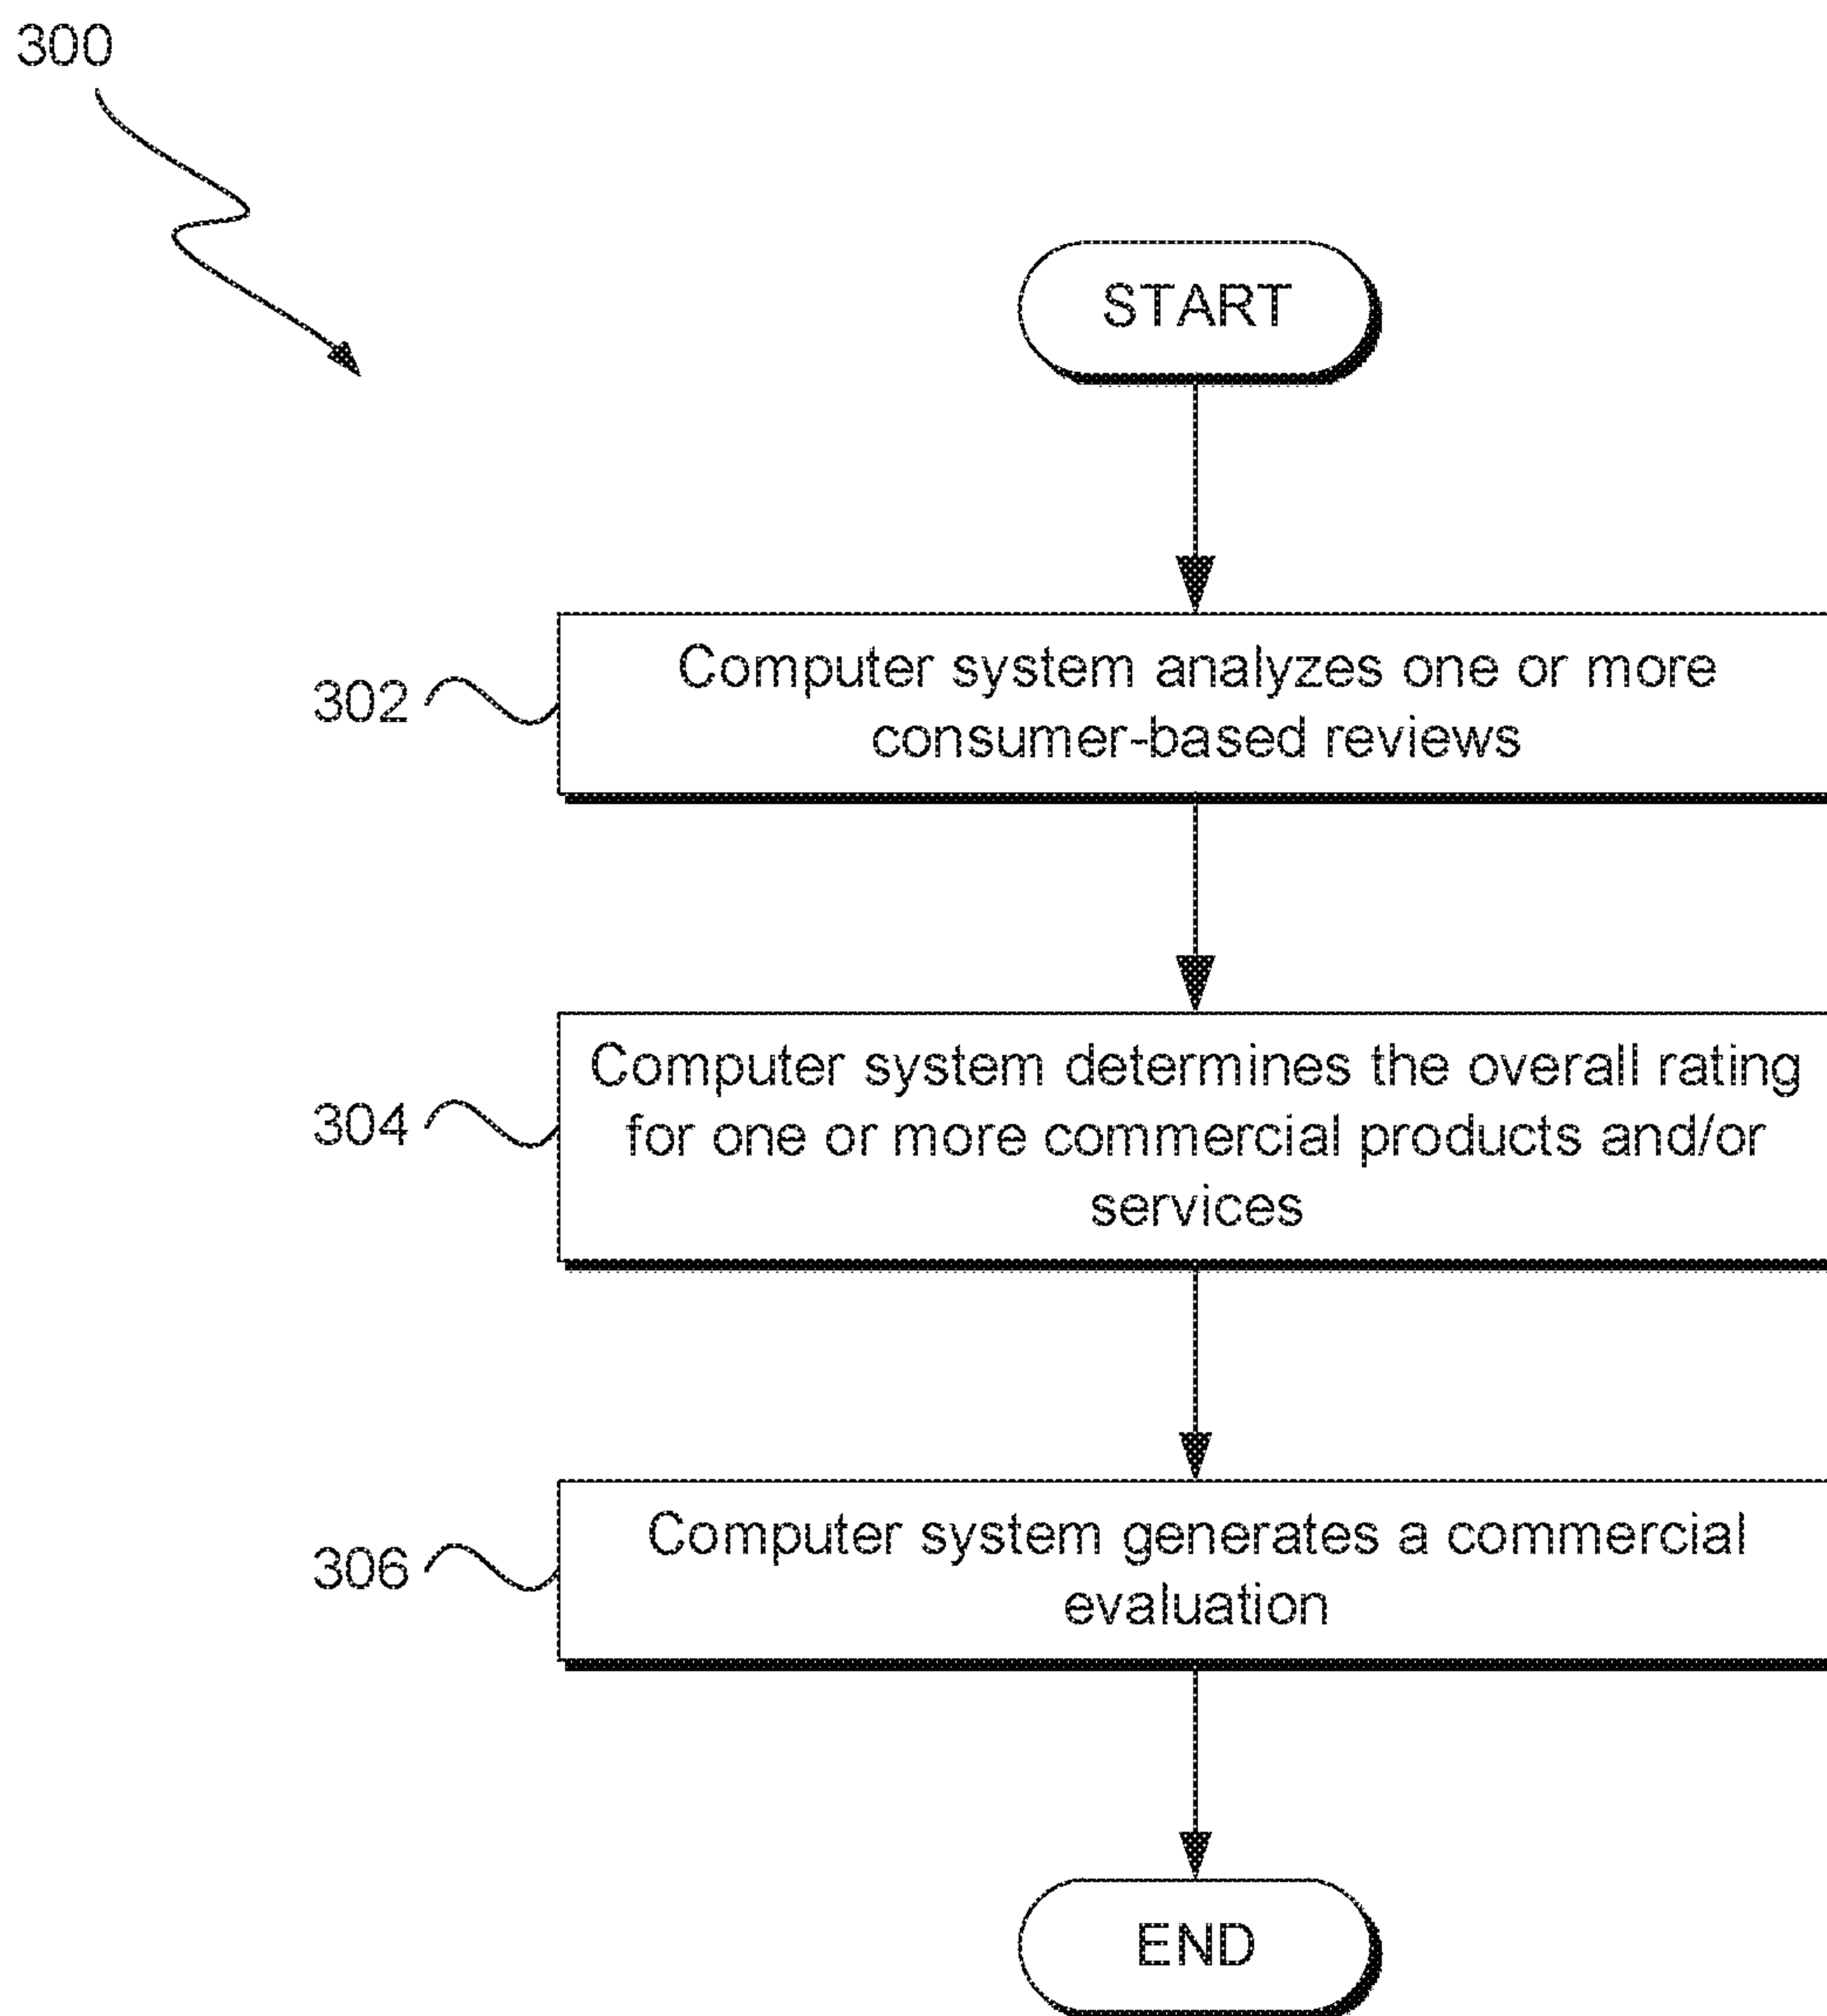 300
START
302
Computer system analyzes one or more
consumer-based reviews
304
Computer system determines the overall rating
for one or more commercial products and/or
services
306
Computer system generates a commercial
evaluation
END